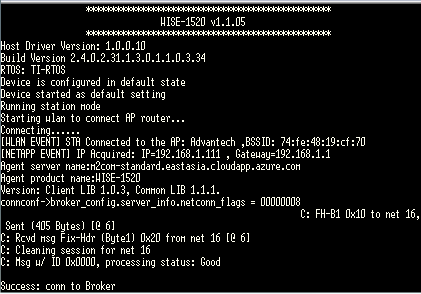 **************************************************
WISE-1520 v1.1.05
**************************************************
Host Driver Version: 1.0.0.10
Build Version 2.4.0.2.31.1.3.0.1.1.0.3.34
RTOS: TI-RTOS
Device is configured in default state
Device started as default setting
Running station mode
Starting wlan to connect AP router...
Connecting......
[WLAN EVENT] STA Connected to the AP: Advantech ,BSSID: 74:fe:48:19:cf:70
[NETAPP EVENT] IP Acquired: IP=192.168.1.111 , Gateway=192.168.1.1
Agent server name:m2com-standard.eastasia.cloudapp.azure.com
Agent product name:WISE-1520
Version: Client LIB 1.0.3, Common LIB 1.1.1.
connconf->broker_config.server_info.netconn_flags = 00000008
C: FH-B1 0x10 to net 16,
Sent (405 Bytes) [@ 6]
C: Rcvd msg Fix-Hdr (Byte1) 0x20 from net 16 [@ 6]
C: Cleaning session for net 16
C: Msg w/ ID 0x0000, processing status: Good
Success: conn to Broker